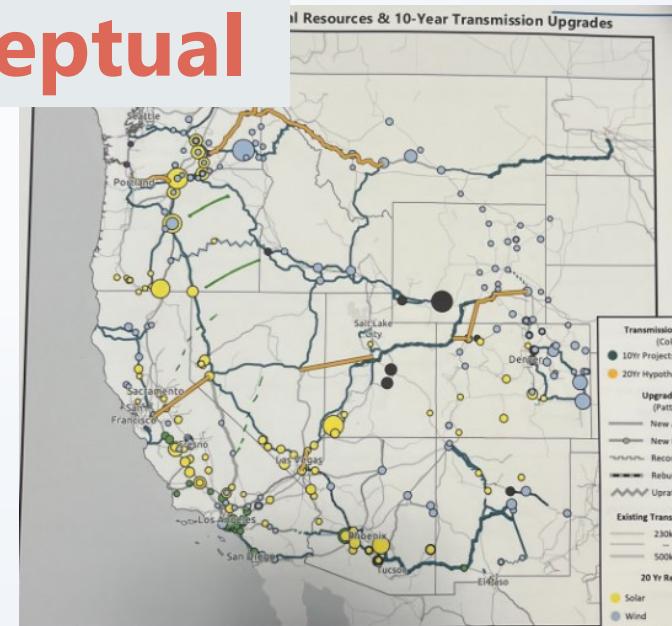 eptual
al Resources & 10-Year Transmission Upgrades
Seattle
Portland
Salt Lake
City
Denver
Sacramento
San
Francisco
Fresno
Las Vegas
Los Angeles
San Diego
Phoenix
Tucson
El Paso
Transmissio
(Col
10Yr Project
20Yr Hypoth
Upgrad
(Patt
New
New
Reco
Rebu
Upra
Existing Trans
230k
500k
20 Yr Re
Solar
Wind